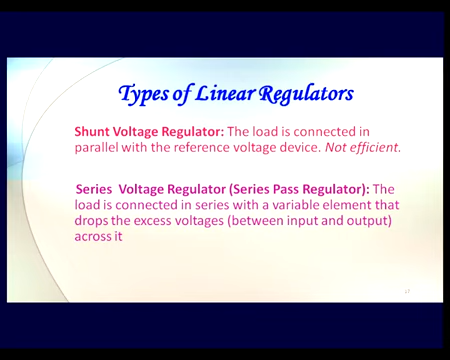 Types of Linear Regulators
Shunt Voltage Regulator: The load is connected in
parallel with the reference voltage device. Not efficient.
Series Voltage Regulator (Series Pass Regulator): The
load is connected in series with a variable element that
drops the excess voltages (between input and output)
across it